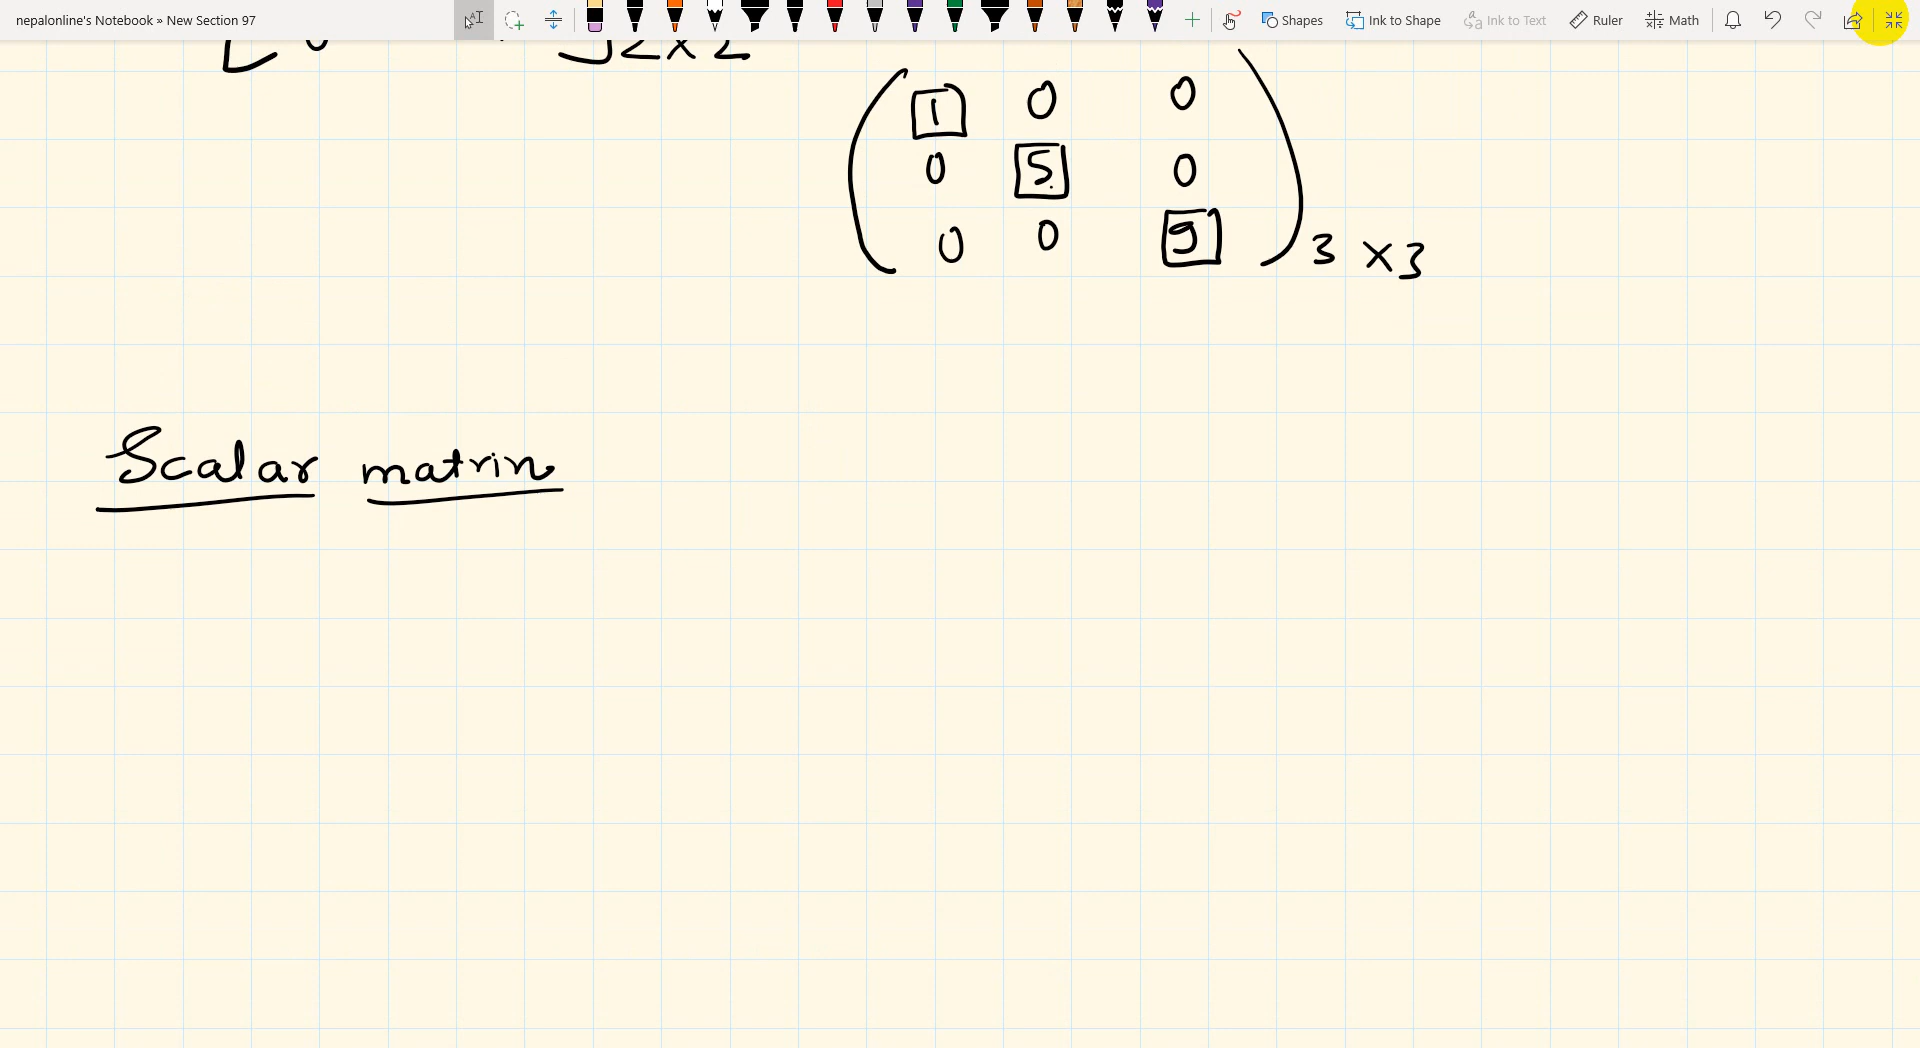 nepalonline's Notebook » New Section 97
Shapes Ink to Shape Ink to Text Ruler Math
2x2
1 0 0
0 5 0
0 0 9
3 x 3
Scalar matrix